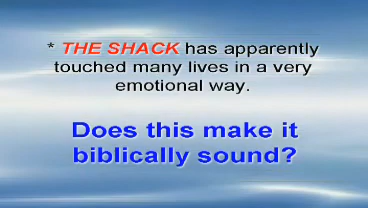 * THE SHACK has apparently
touched many lives in a very
emotional way.
Does this make it
biblically sound?